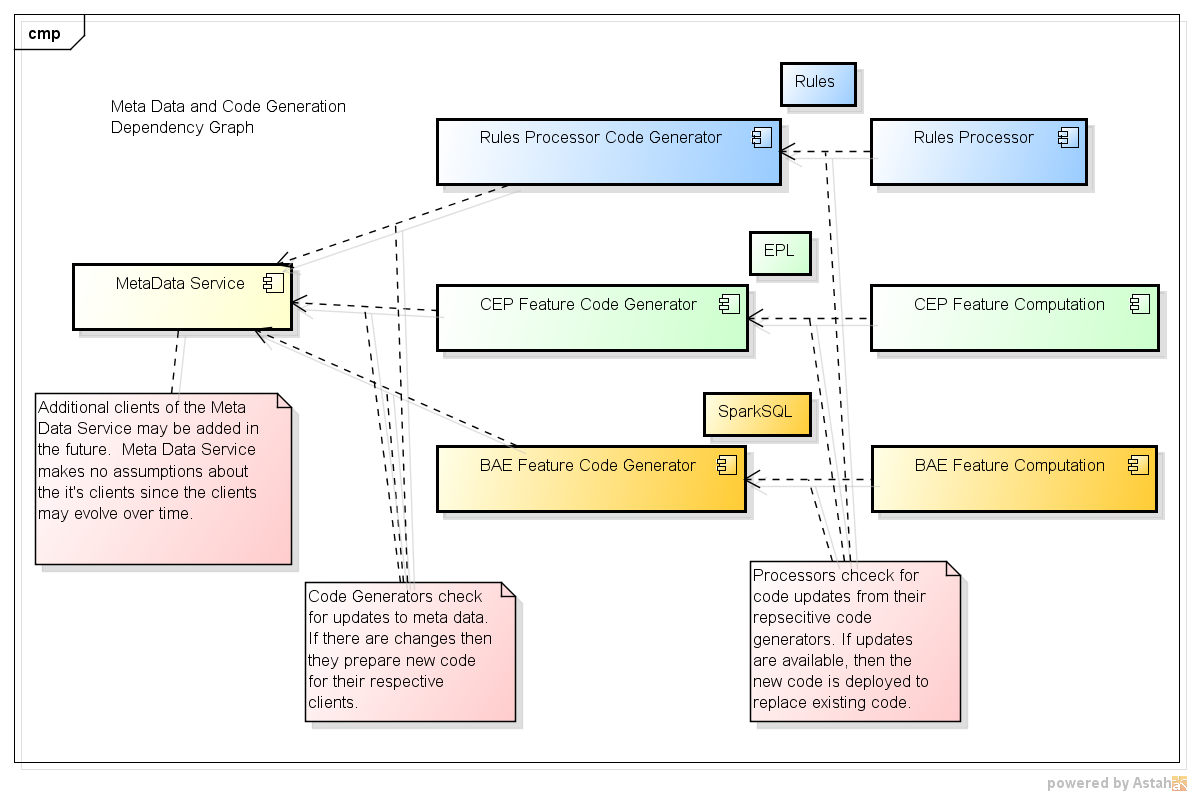 cmp
Meta Data and Code Generation
Dependency Graph
Rules
Rules Processor Code Generator
Rules Processor
EPL
MetaData Service
CEP Feature Code Generator
CEP Feature Computation
SparkSQL
BAE Feature Code Generator
BAE Feature Computation
Additional clients of the Meta
Data Service may be added in
the future.  Meta Data Service
makes no assumptions about
the it's clients since the clients
may evolve over time.
Code Generators check
for updates to meta data.
If there are changes then
they prepare new code
for their respective
clients.
Processors chceck for
code updates from their
repsecitive code
generators. If updates
are available, then the
new code is deployed to
replace existing code.
powered by Astah